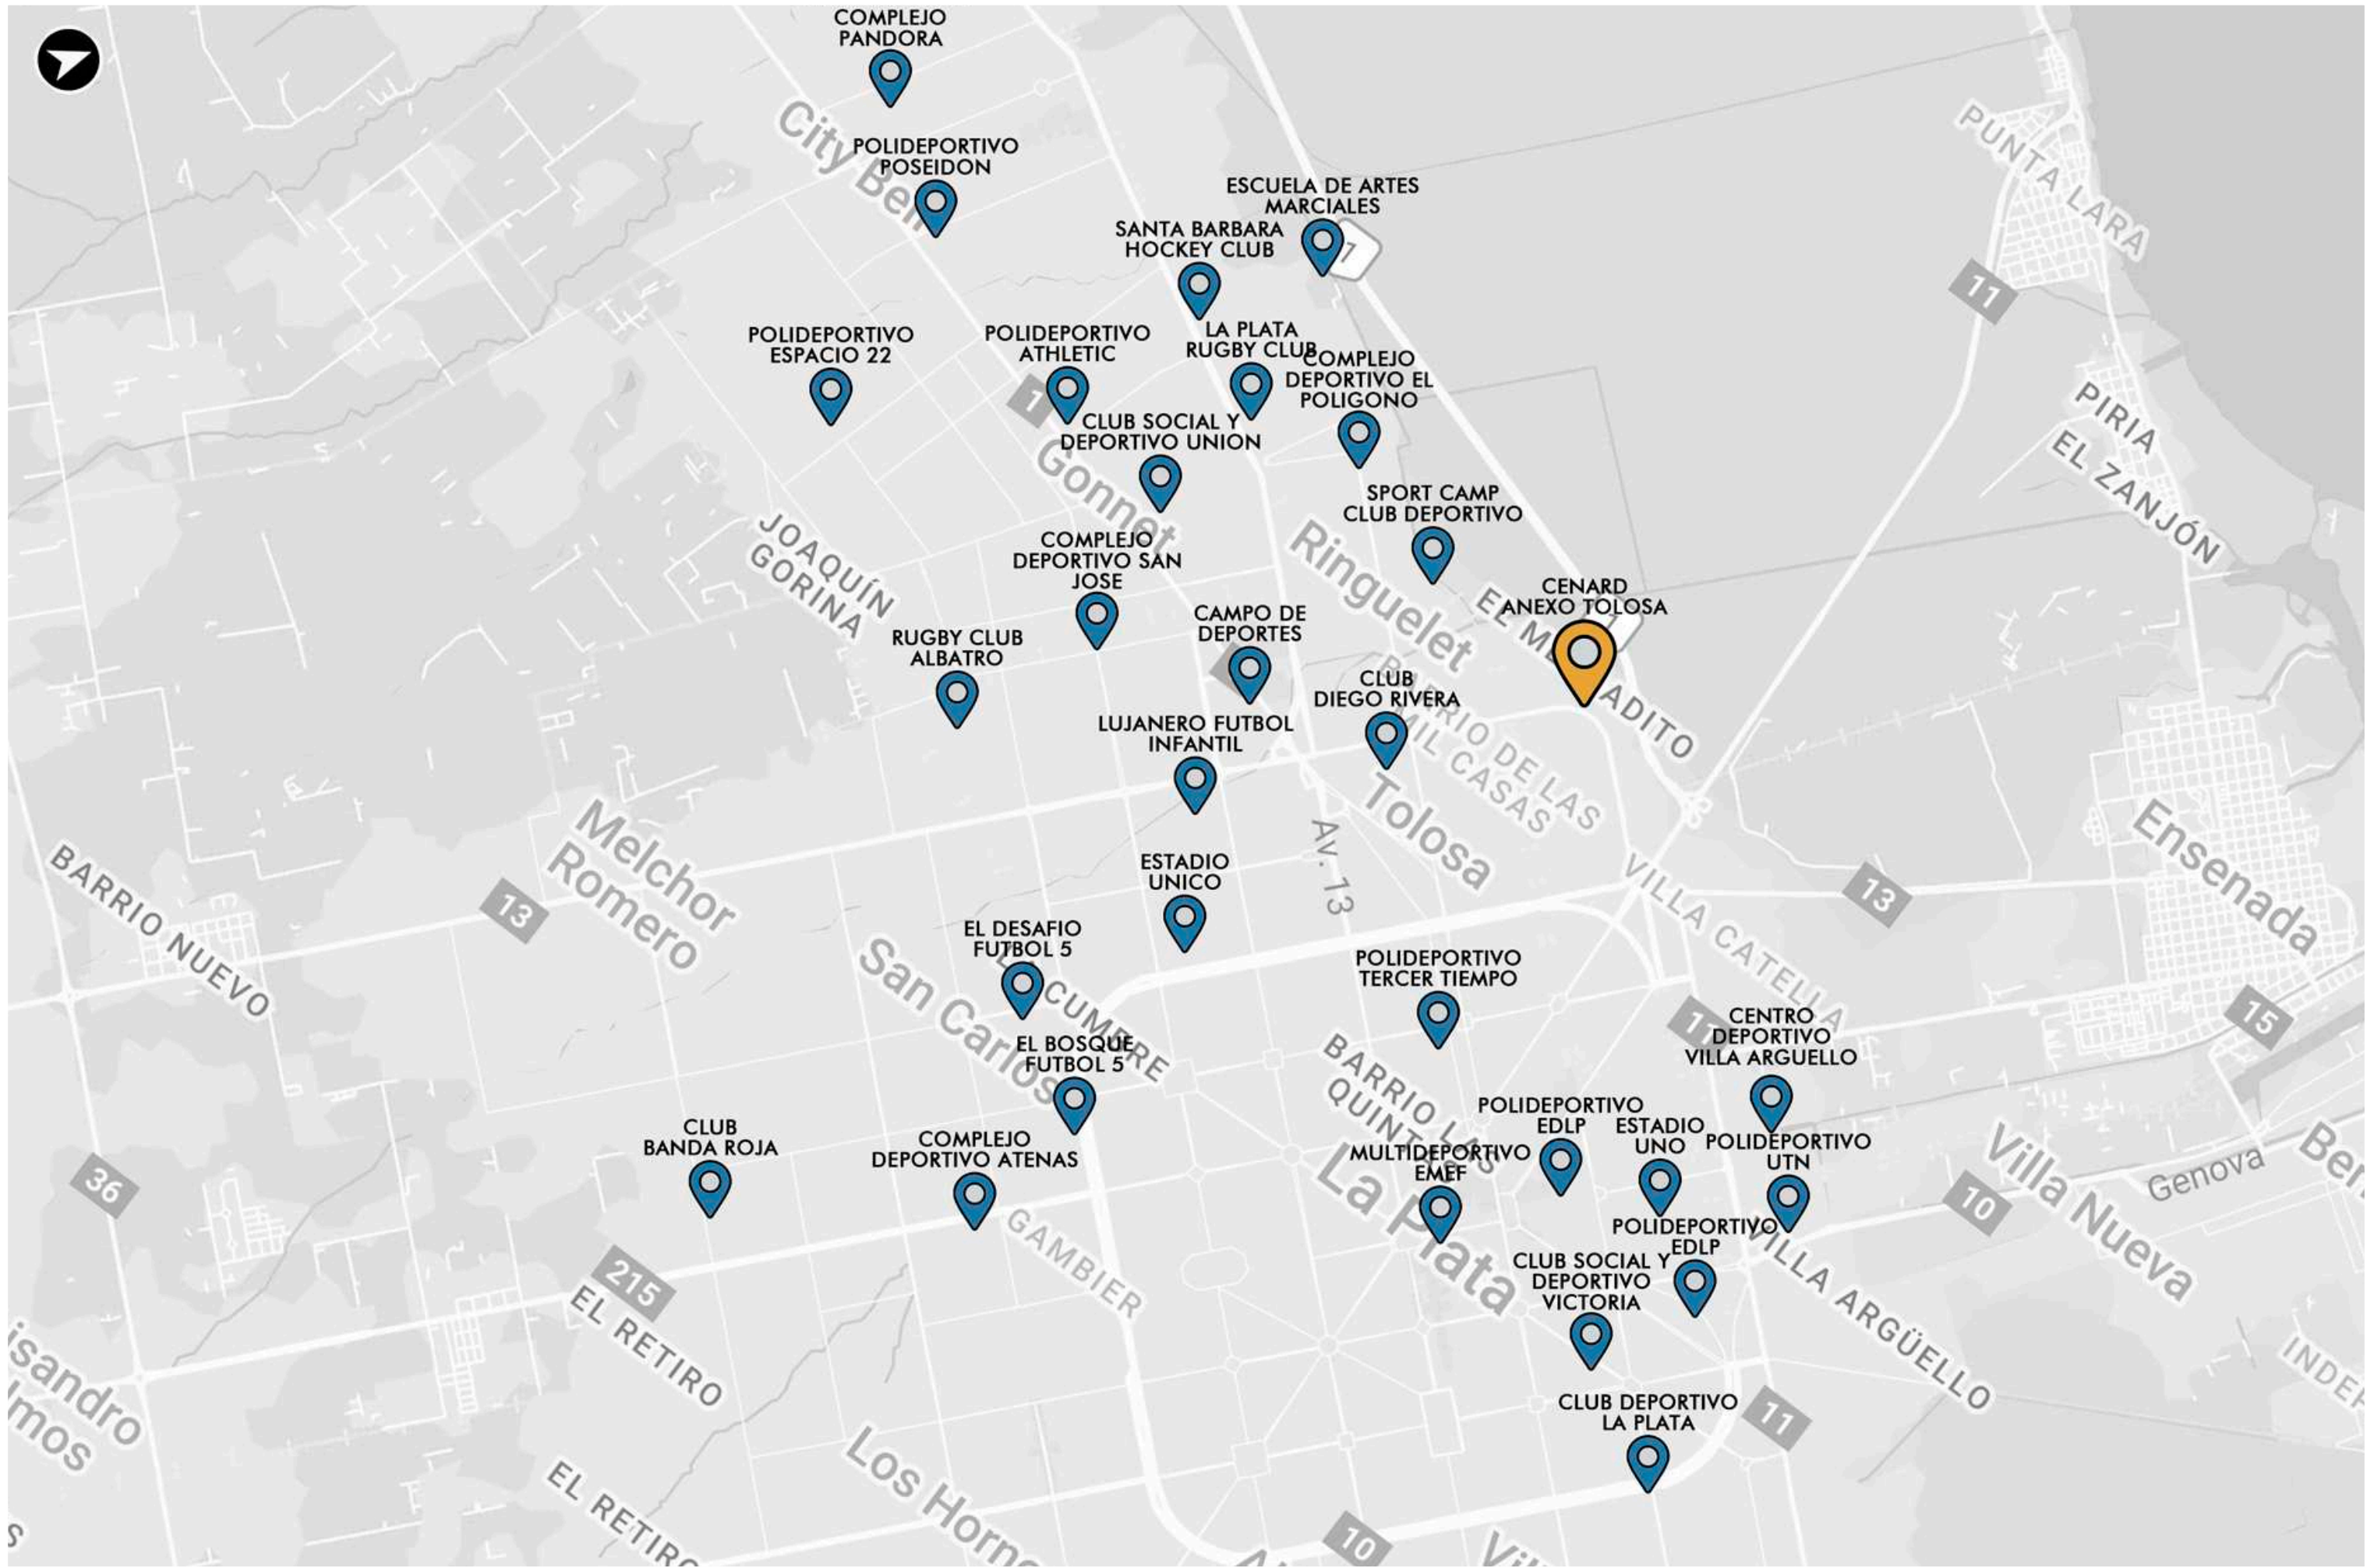 COMPLEJO
PANDORA
City Bell
POLIDEPORTIVO
POSEIDON
PUNTA LARA
ESCUELA DE ARTES
MARCIALES
1
SANTA BARBARA
HOCKEY CLUB
11
POLIDEPORTIVO
ESPACIO 22
POLIDEPORTIVO
ATHLETIC
1
LA PLATA
RUGBY CLUB
COMPLEJO
DEPORTIVO EL
POLIGONO
CLUB SOCIAL Y
DEPORTIVO UNION
Gonnet
PIRIA
EL ZANJÓN
SPORT CAMP
CLUB DEPORTIVO
JOAQUÍN
GORINA
COMPLEJO
DEPORTIVO SAN
JOSE
Ringuelet
CENARD
ANEXO TOLOSA
RUGBY CLUB
ALBATRO
CAMPO DE
DEPORTES
CLUB
DIEGO RIVERA
BARRIO DE LAS
MIL CASAS
LUJANERO FUTBOL
INFANTIL
Tolosa
Av. 13
Melchor
Romero
13
BARRIO NUEVO
ESTADIO
UNICO
VILLA CATELLA
13
Ensenada
EL DESAFIO
FUTBOL 5
San Carlos
CUMBRE
POLIDEPORTIVO
TERCER TIEMPO
11
15
CENTRO
DEPORTIVO
VILLA ARGUELLO
EL BOSQUE
FUTBOL 5
BARRIO LAS
POLIDEPORTIVO
EDLP
ESTADIO
UNO
POLIDEPORTIVO
UTN
MULTIDEPORTIVO
EMEF
La Plata
CLUB
BANDA ROJA
COMPLEJO
DEPORTIVO ATENAS
36
GAMBIER
Villa Nueva
Genova
10
POLIDEPORTIVO
EDLP
VILLA ARGÜELLO
CLUB SOCIAL Y
DEPORTIVO
VICTORIA
215
EL RETIRO
CLUB DEPORTIVO
LA PLATA
11
EL RETIRO
10